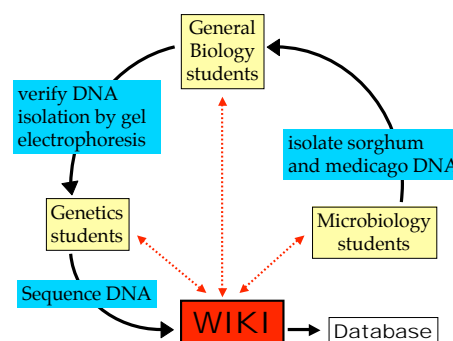 General
Biology
students
verify DNA
isolation by gel
electrophoresis
isolate sorghum
and medicago DNA
Genetics
students
Microbiology
students
Sequence DNA
WIKI
Database